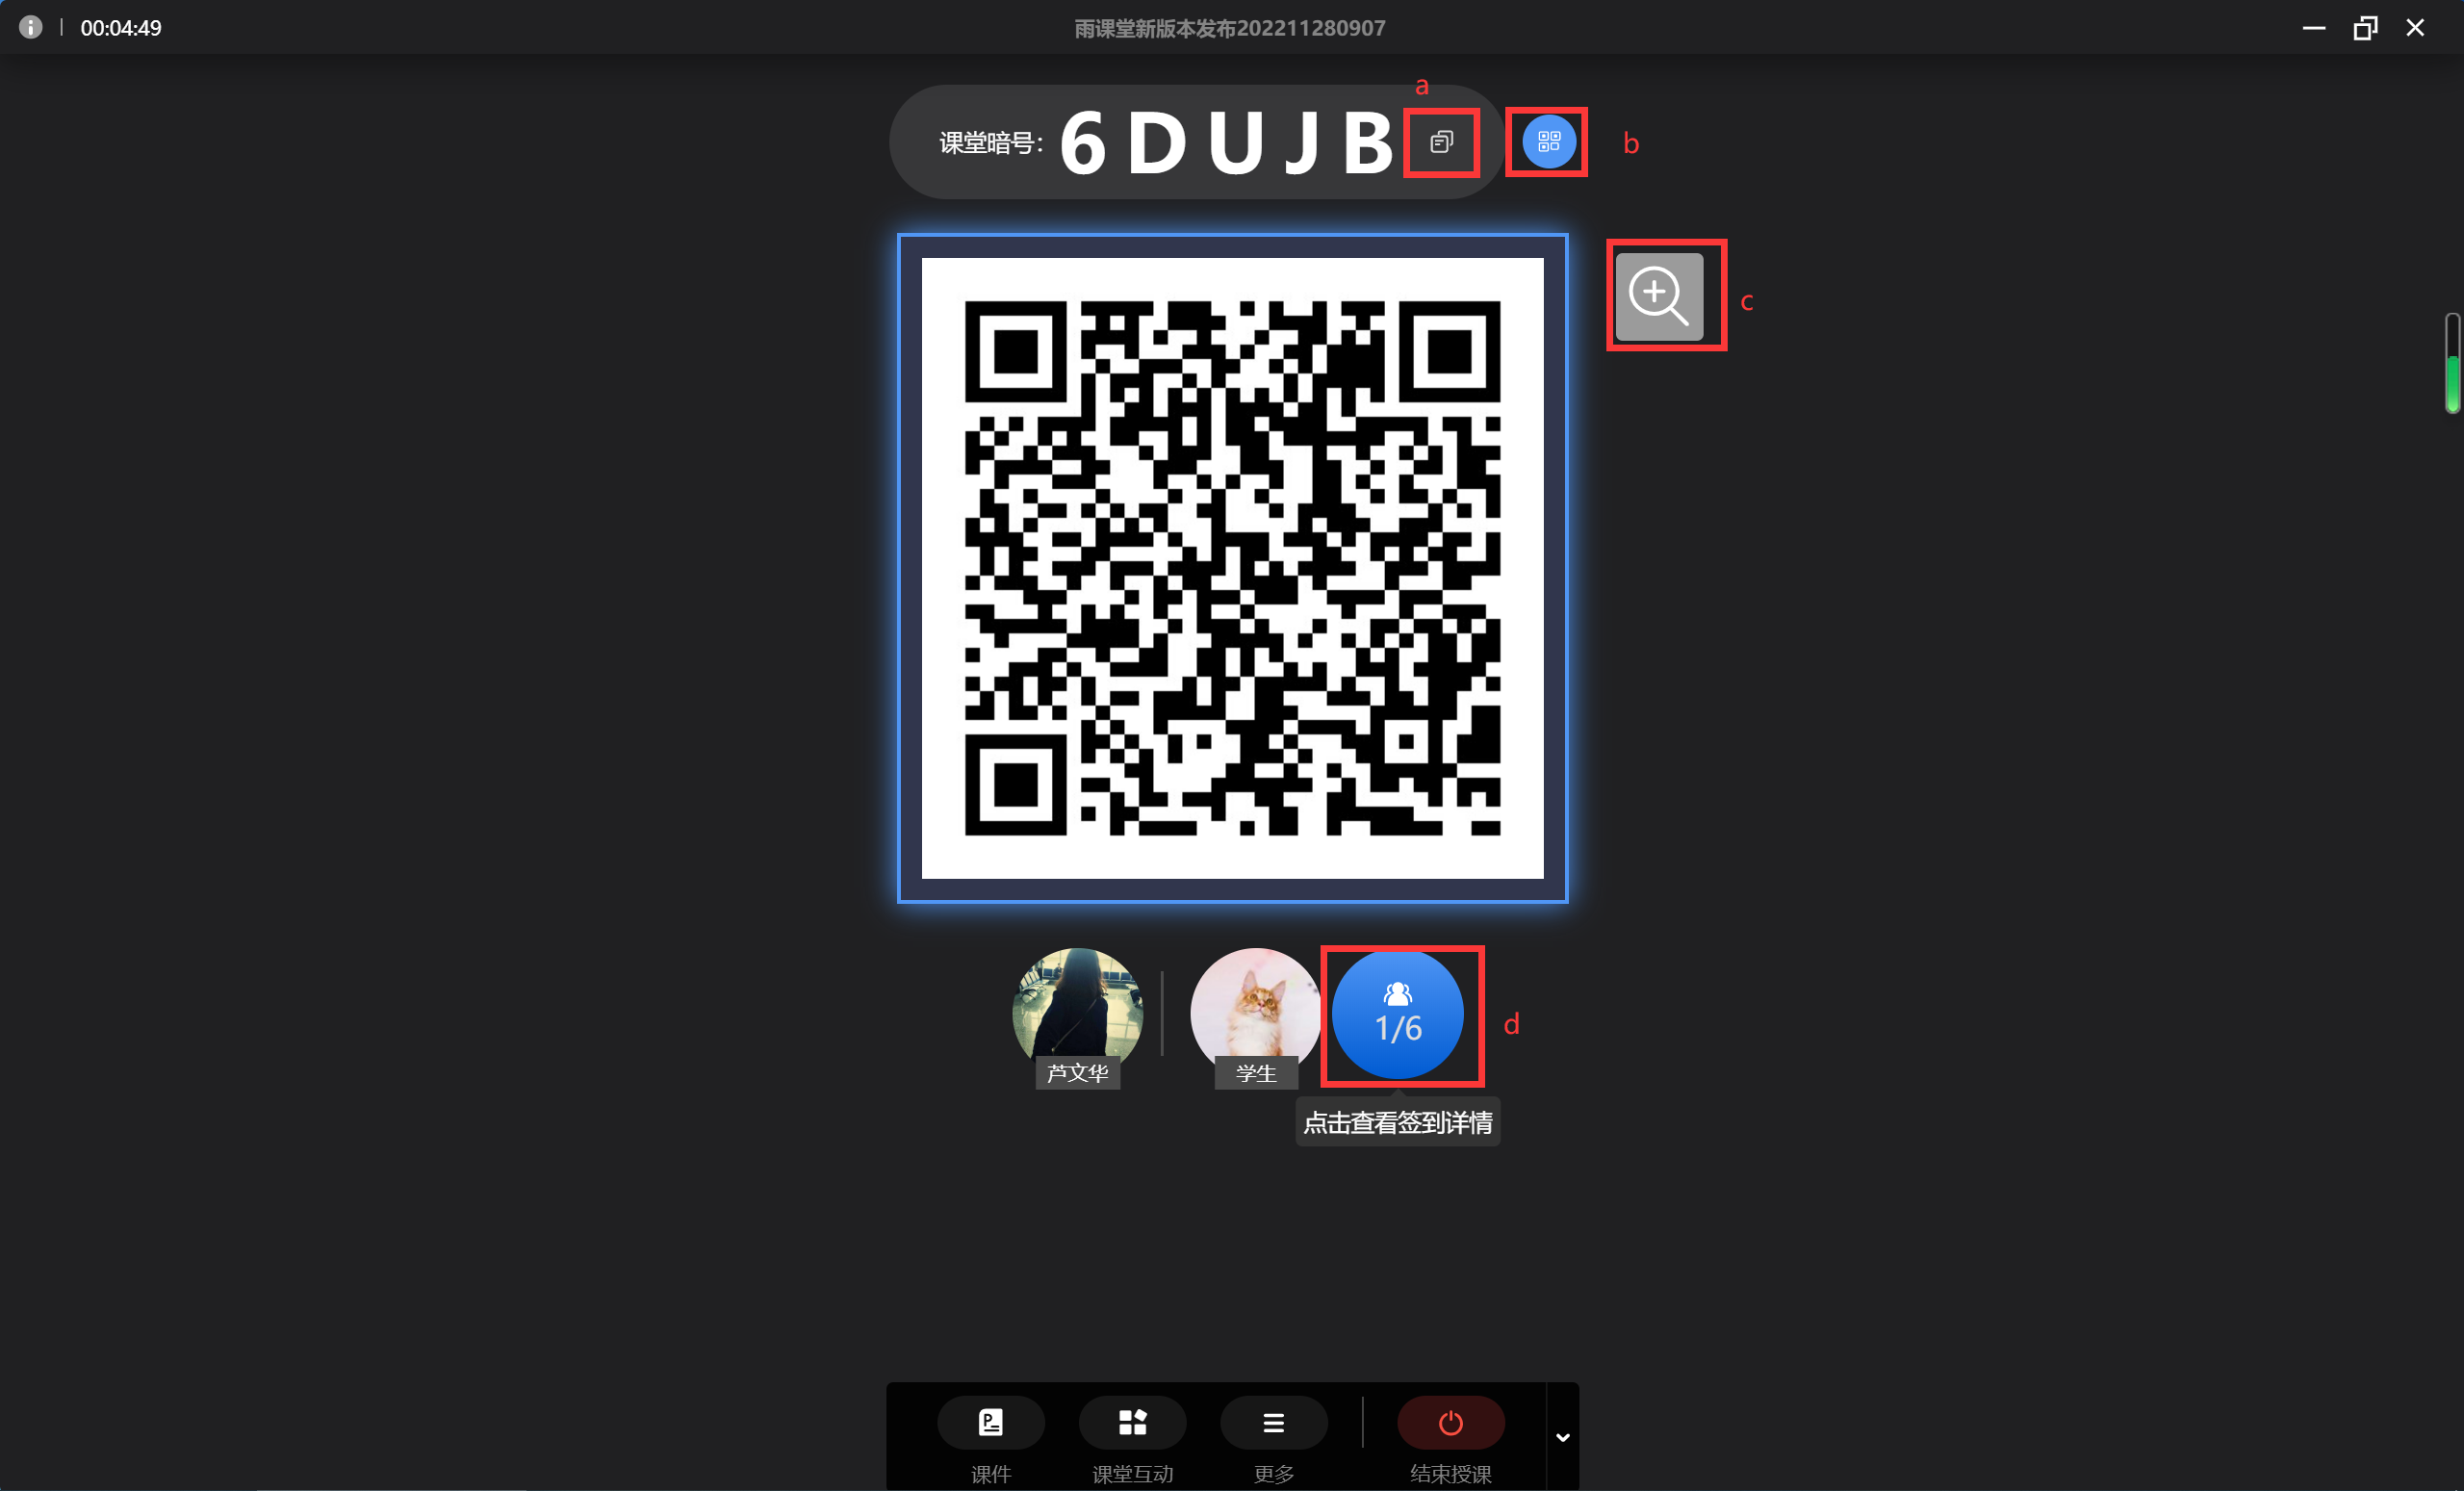 00:04:49
雨课堂新版本发布202211280907
a
课堂暗号：6DUJB
b
c
1/6
d
芦文华
学生
点击查看签到详情
课件
课堂互动
更多
结束授课